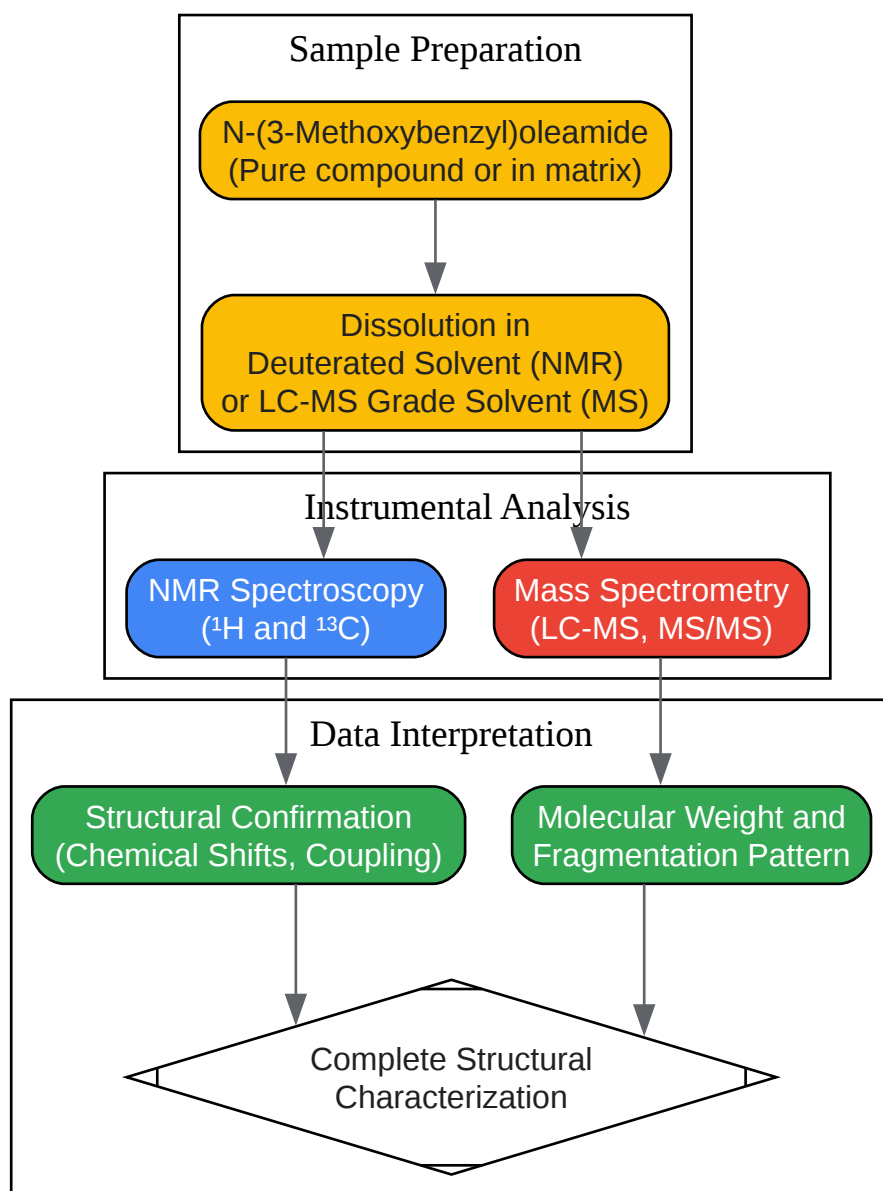 Sample Preparation
N-(3-Methoxybenzyl)oleamide
(Pure compound or in matrix)
Dissolution in
Deuterated Solvent (NMR)
or LC-MS Grade Solvent (MS)
Instrumental Analysis
NMR Spectroscopy
(¹H and ¹³C)
Mass Spectrometry
(LC-MS, MS/MS)
Data Interpretation
Structural Confirmation
(Chemical Shifts, Coupling)
Molecular Weight and
Fragmentation Pattern
Complete Structural
Characterization